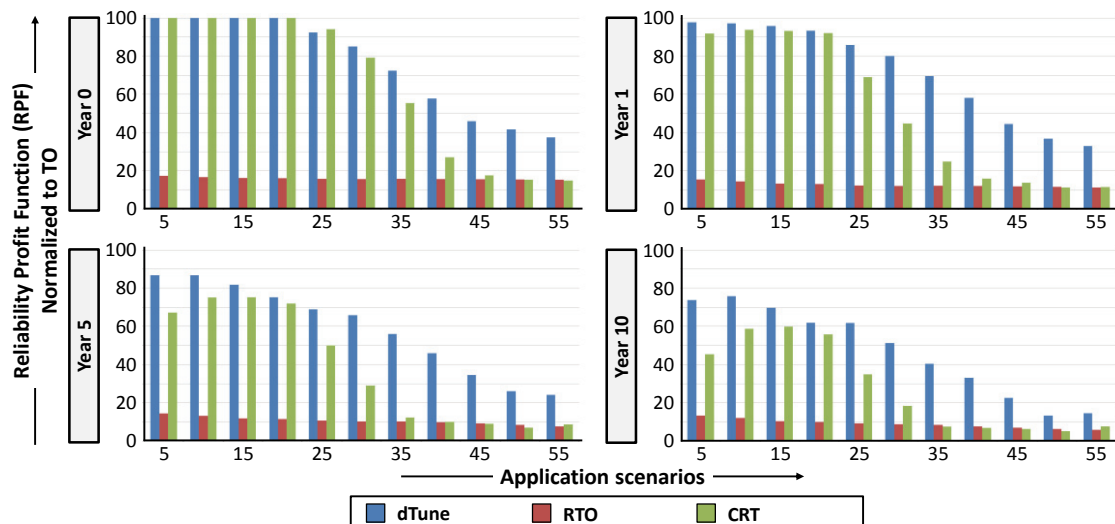 Reliability Profit Function (RPF)
Normalized to TO
Year 0
100
80
60
40
20
0
5 15 25 35 45 55
Year 1
100
80
60
40
20
0
5 15 25 35 45 55
Year 5
100
80
60
40
20
0
5 15 25 35 45 55
Year 10
100
80
60
40
20
0
5 15 25 35 45 55
Application scenarios
dTune RTO CRT